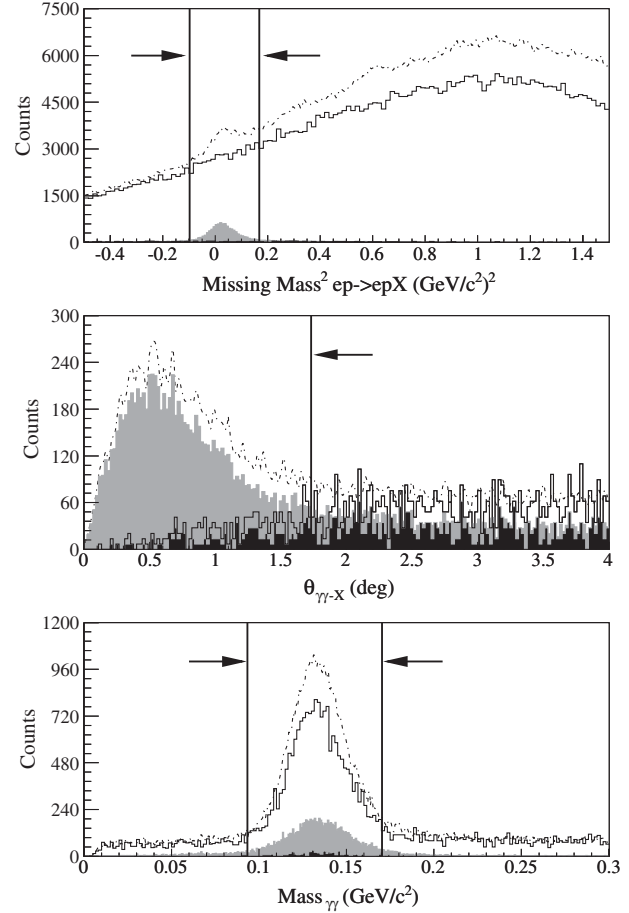 7500
6000
4500
3000
1500
0
Counts
-0.4 -0.2 0 0.2 0.4 0.6 0.8 1 1.2 1.4
Missing Mass² ep->epX (GeV/c²)²
300
240
180
120
60
0
Counts
0 0.5 1 1.5 2 2.5 3 3.5 4
θγγ-X (deg)
1200
960
720
480
240
0
Counts
0 0.05 0.1 0.15 0.2 0.25 0.3
Mass γγ (GeV/c²)